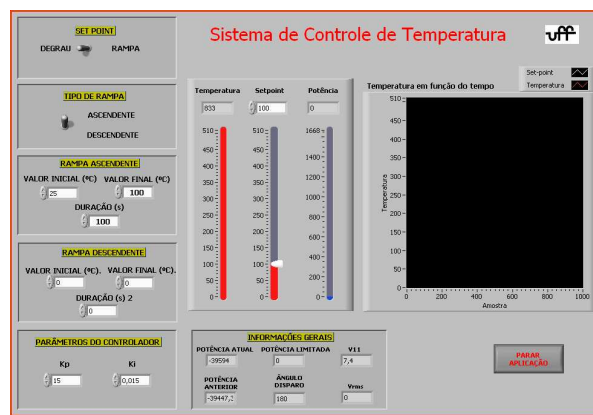 SET POINT
DEGRAU RAMPA
TIPO DE RAMPA
ASCENDENTE
DESCENDENTE
RAMPA ASCENDENTE
VALOR INICIAL (ºC) VALOR FINAL (ºC)
25 100
DURAÇÃO (s)
100
RAMPA DESCENDENTE
VALOR INICIAL (ºC). VALOR FINAL (ºC).
0 0
DURAÇÃO (s) 2
0
PARÂMETROS DO CONTROLADOR
Kp Ki
15 0,015
Sistema de Controle de Temperatura
uff
Temperatura Setpoint Potência
833 100 0
510 510 1668
450 450 1400
400 400 1200
350 350 1000
300 300 800
250 250 600
200 200 400
150 150 200
100 100 0
50 50
0 0
Set-point
Temperatura
Temperatura em função do tempo
510
450
400
350
300
250
200
150
100
50
0
Temperatura
0 200 400 600 800 1000
Amostra
INFORMAÇÕES GERAIS
POTÊNCIA ATUAL POTÊNCIA LIMITADA V11
-39594 0 7,4
POTÊNCIA ANGULO
ANTERIOR DISPARO Vrms
-39447,2 180 0
PARAR
APLICAÇÃO